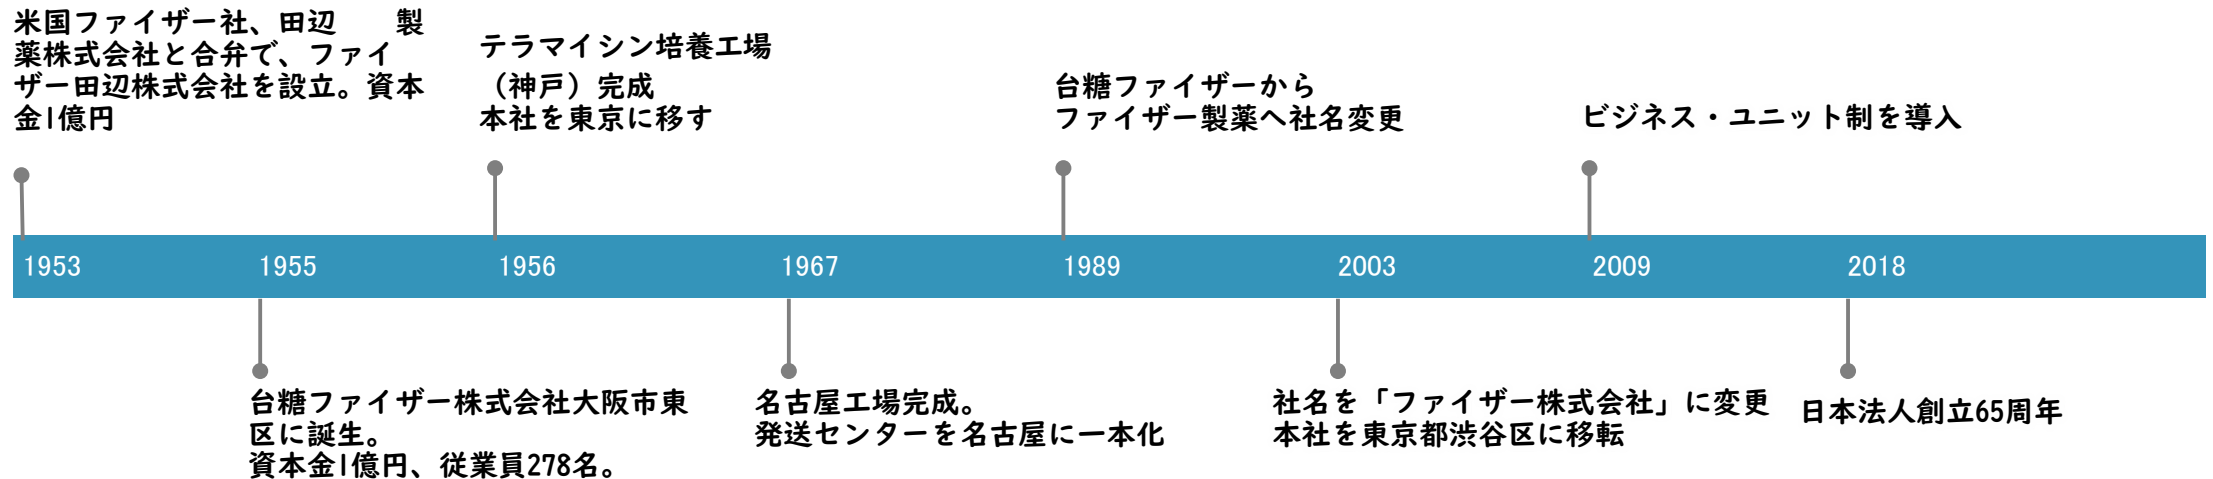 米国ファイザー社、田辺　　製
薬株式会社と合弁で、ファイ
ザー田辺株式会社を設立。資本
金1億円
テラマイシン培養工場
（神戸）完成
本社を東京に移す
台糖ファイザーから
ファイザー製薬へ社名変更
ビジネス・ユニット制を導入
1953
1955
1956
1967
1989
2003
2009
2018
台糖ファイザー株式会社大阪市東
区に誕生。
資本金1億円、従業員278名。
名古屋工場完成。
発送センターを名古屋に一本化
社名を「ファイザー株式会社」に変更
本社を東京都渋谷区に移転
日本法人創立65周年